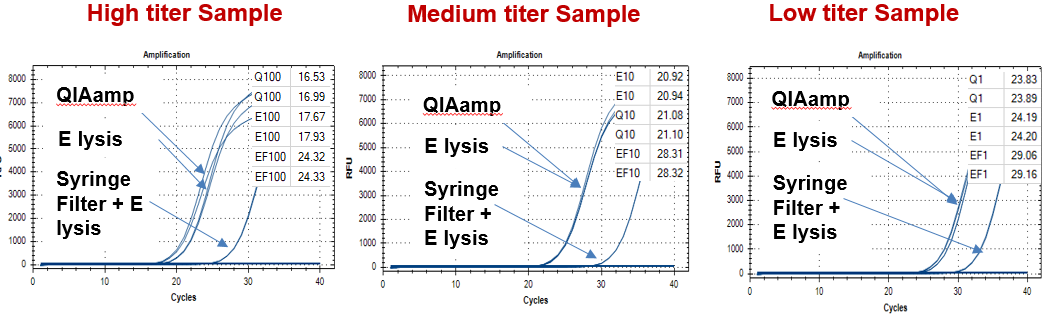 High titer Sample
Amplification
8000
7000
6000
5000
4000
3000
2000
1000
0
0
10
20
30
40
Cycles
QIAamp
E lysis
Syringe
Filter + E
lysis
Q100 16.53
Q100 16.99
E100 17.67
E100 17.93
EF100 24.32
EF100 24.33
Medium titer Sample
Amplification
RFU
8000
7000
6000
5000
4000
3000
2000
1000
0
0
10
20
30
40
Cycles
QIAamp
E lysis
Syringe
Filter +
E lysis
E10 20.92
E10 20.94
Q10 21.08
Q10 21.10
EF10 28.31
EF10 28.32
Low titer Sample
Amplification
RFU
8000
7000
6000
5000
4000
3000
2000
1000
0
0
10
20
30
40
Cycles
QIAamp
E lysis
Syringe
Filter +
E lysis
Q1 23.83
Q1 23.89
E1 24.19
E1 24.20
EF1 29.06
EF1 29.16